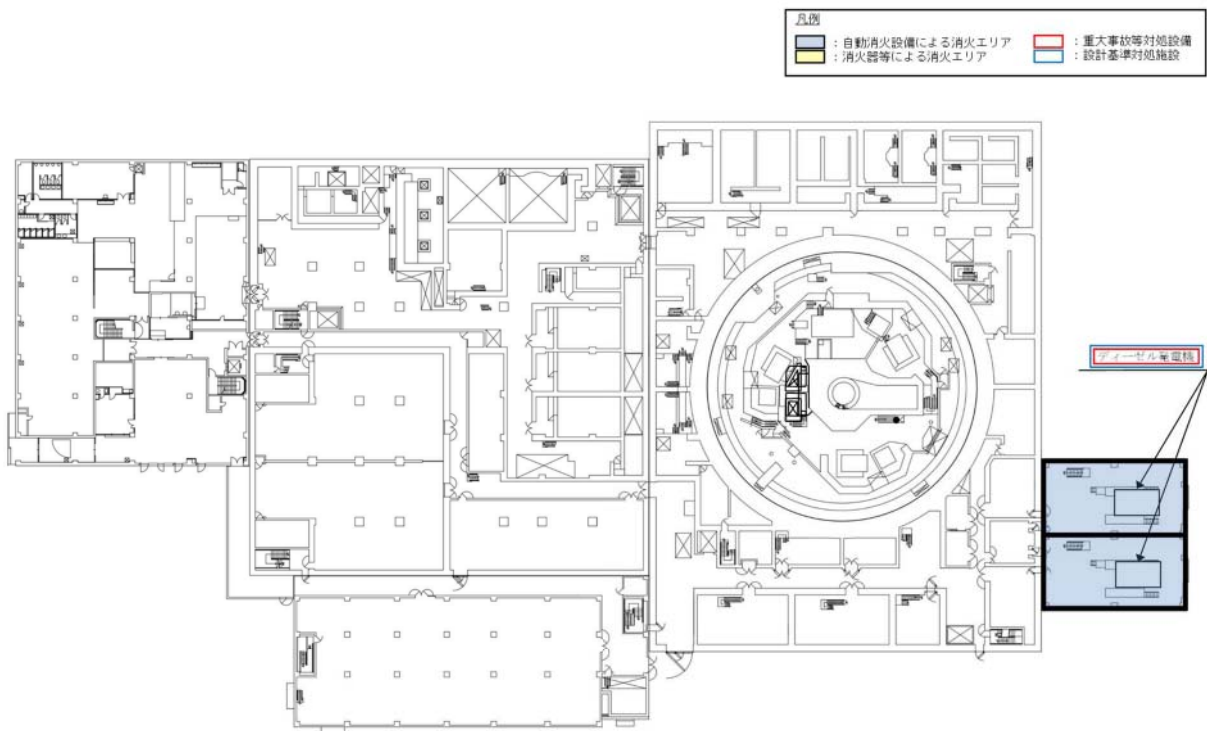 凡例
：自動消火設備による消火エリア
：消火器等による消火エリア
：重大事故等対処設備
：設計基準対処施設
ディーゼル発電機